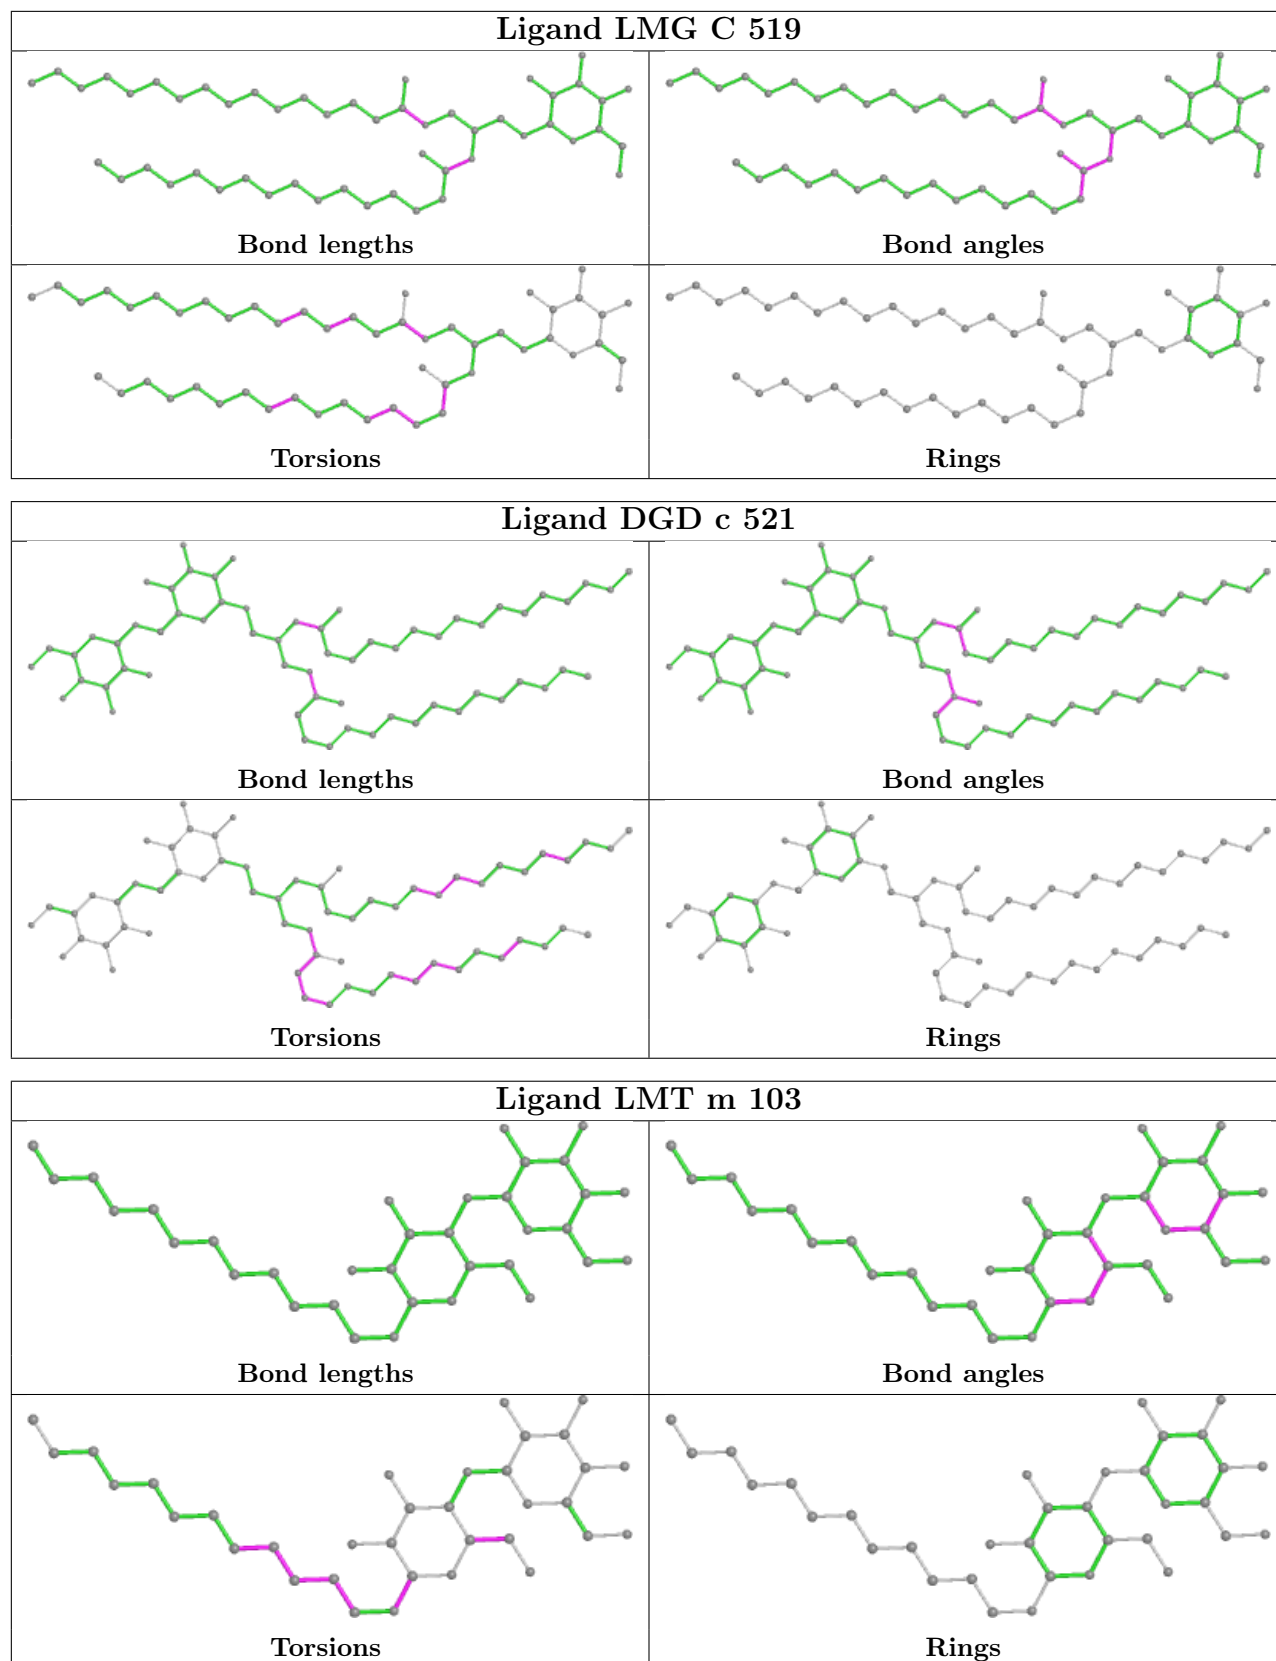 Ligand LMG C 519
Bond lengths
Bond angles
Torsions
Rings
Ligand DGD c 521
Bond lengths
Bond angles
Torsions
Rings
Ligand LMT m 103
Bond lengths
Bond angles
Torsions
Rings